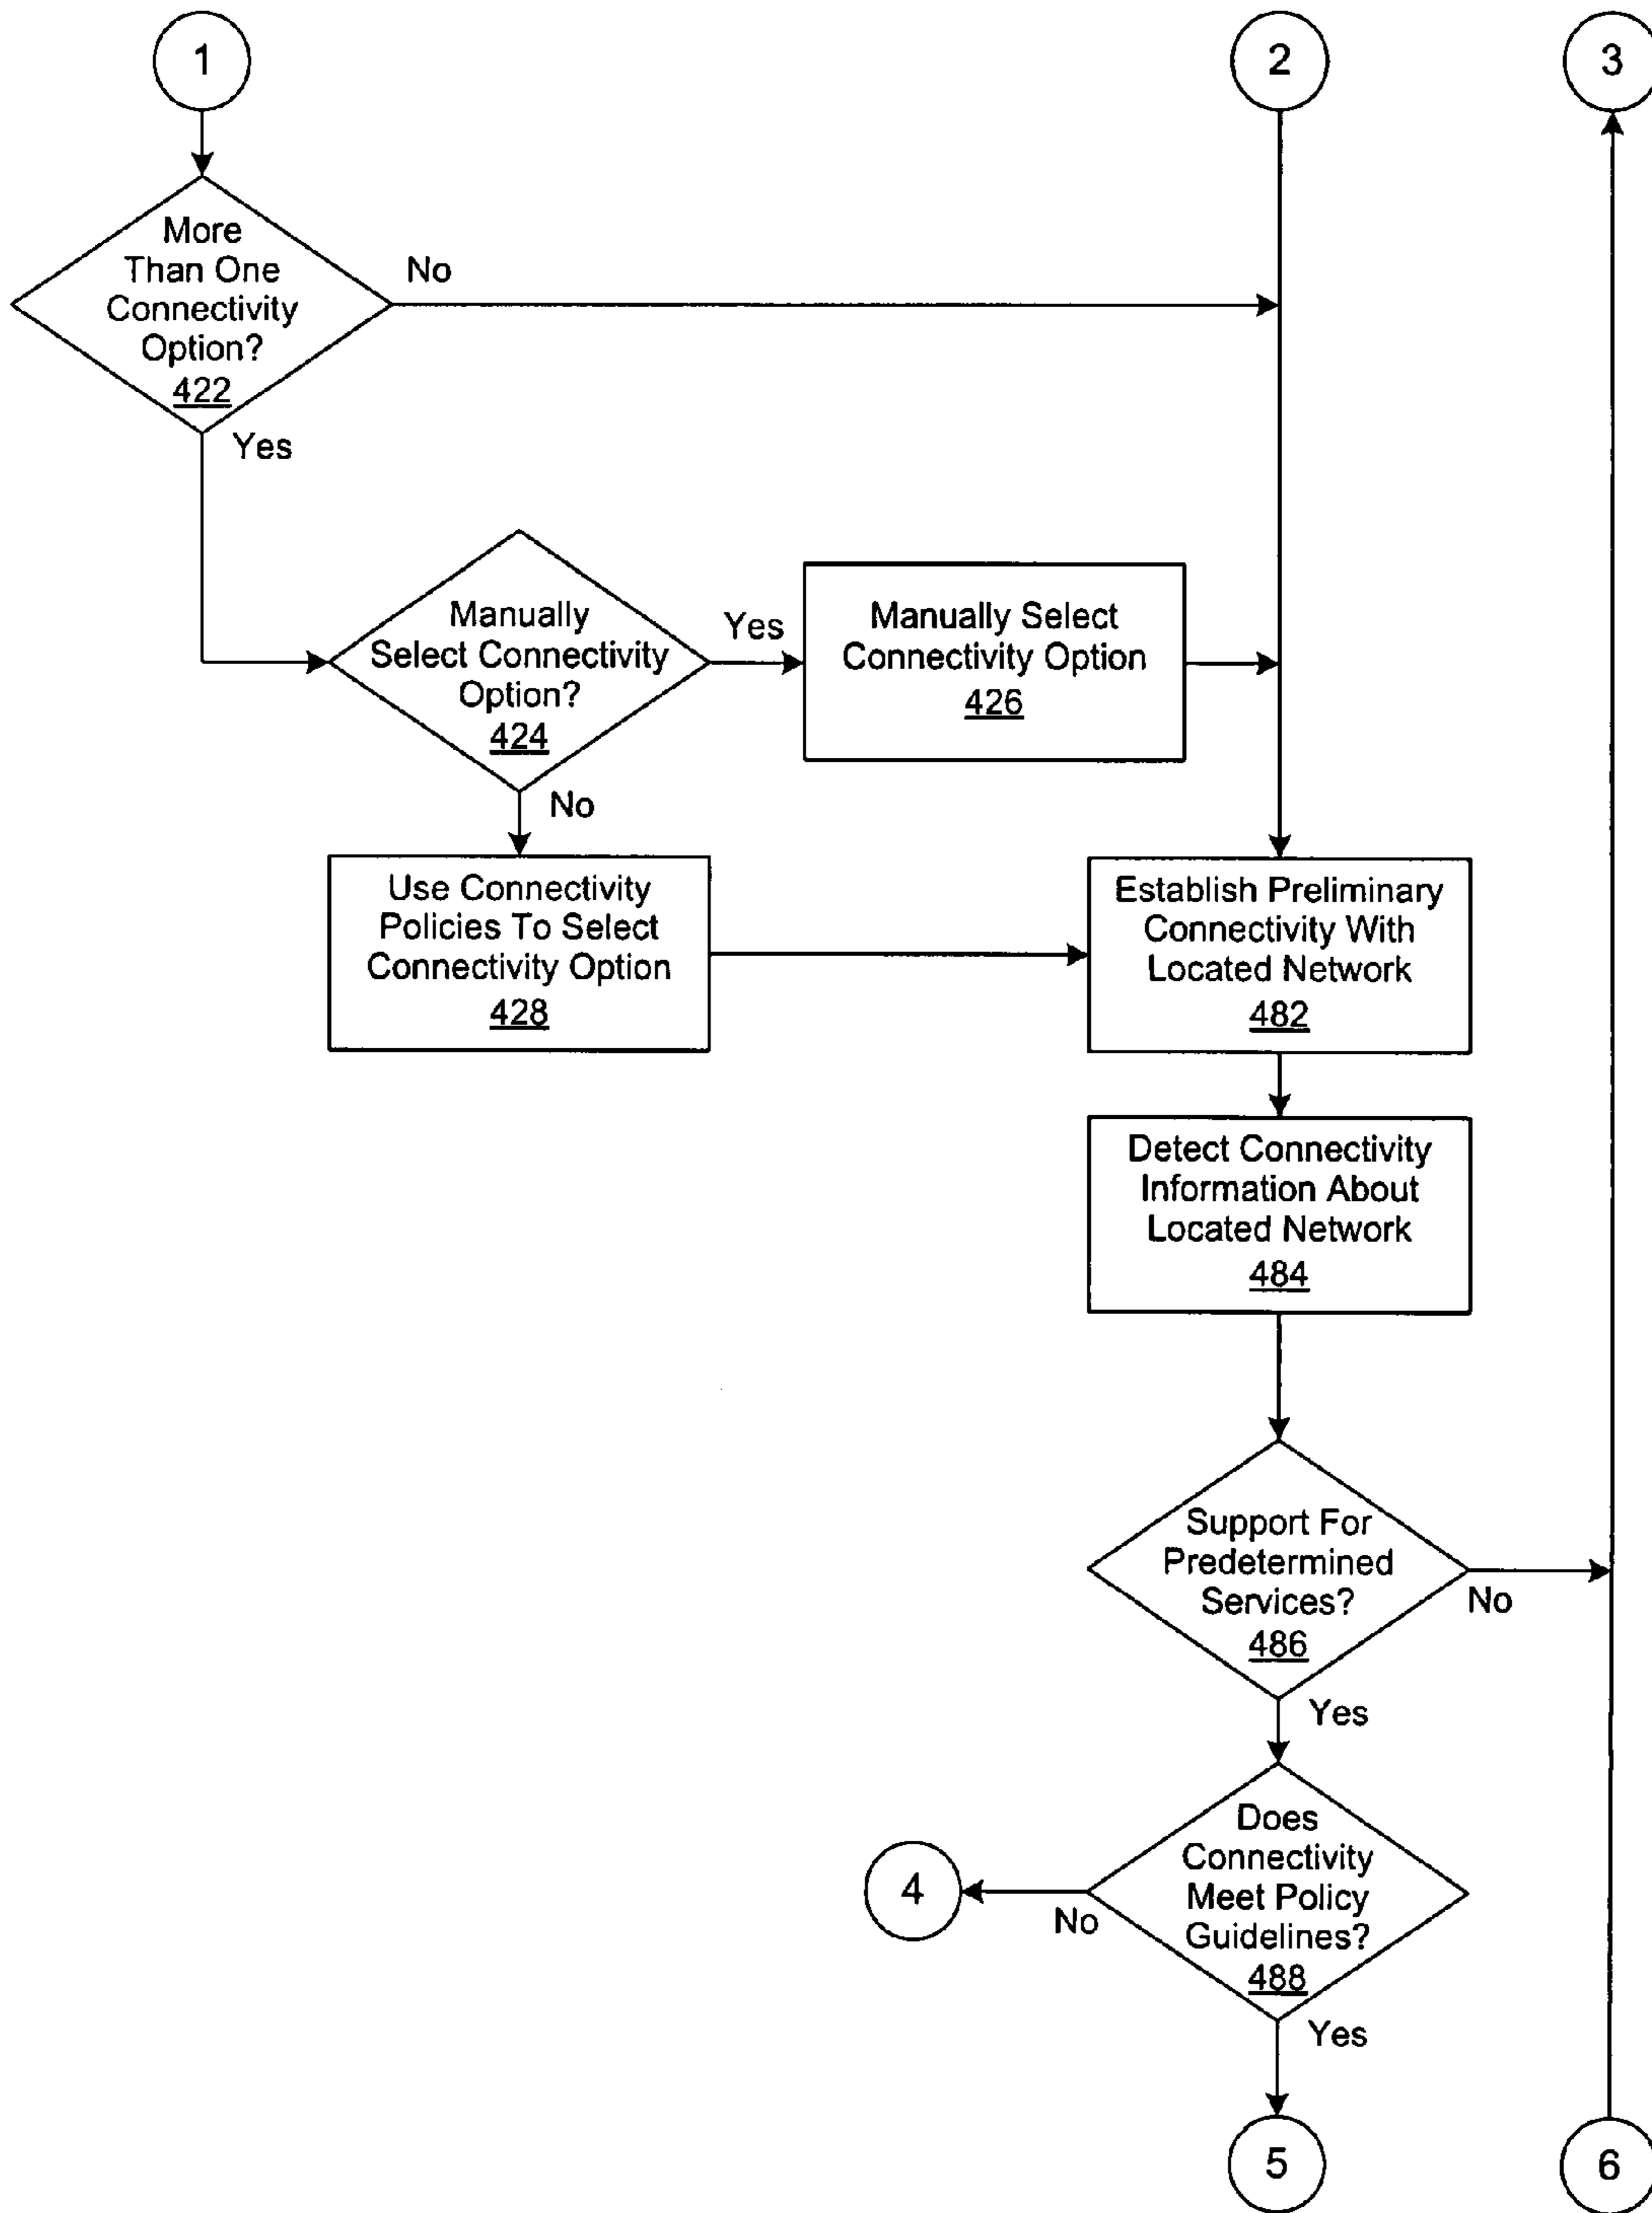 1
2
3
More
Than One
Connectivity
Option?
422
No
Yes
Manually
Select Connectivity
Option?
424
Yes
Manually Select
Connectivity Option
426
No
Use Connectivity
Policies To Select
Connectivity Option
428
Establish Preliminary
Connectivity With
Located Network
482
Detect Connectivity
Information About
Located Network
484
Support For
Predetermined
Services?
486
No
Yes
Does
Connectivity
Meet Policy
Guidelines?
488
4
No
Yes
5
6